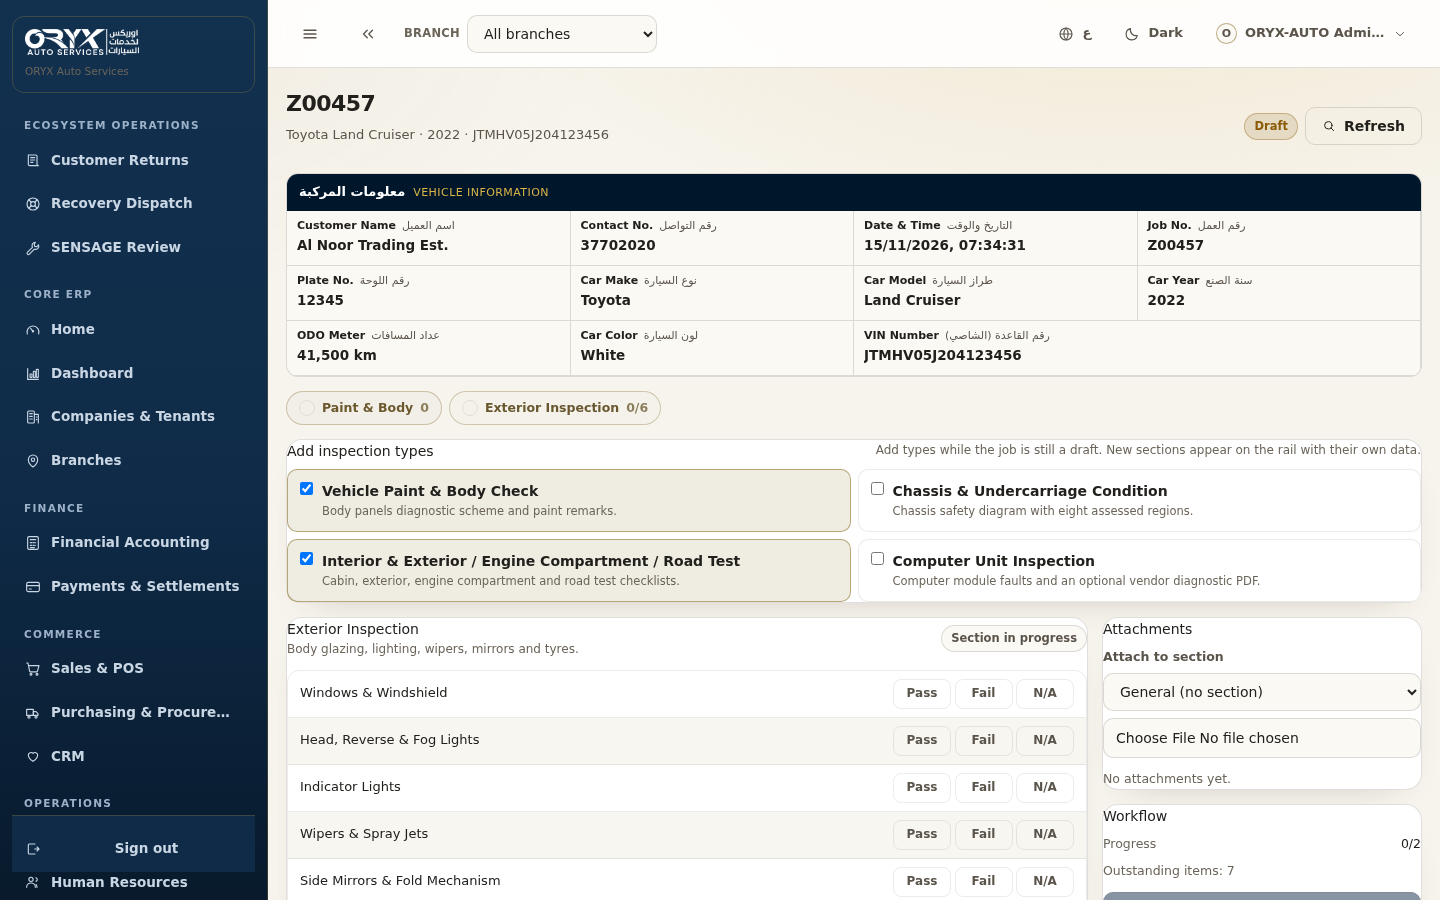 ORYX
اوريكس
لخدمات
السيارات
AUTO SERVICES
ORYX Auto Services
ECOSYSTEM OPERATIONS
Customer Returns
Recovery Dispatch
SENSAGE Review
CORE ERP
Home
Dashboard
Companies & Tenants
Branches
FINANCE
Financial Accounting
Payments & Settlements
COMMERCE
Sales & POS
Purchasing & Procure...
CRM
OPERATIONS
Sign out
Human Resources
BRANCH All branches
ع
Dark
O ORYX-AUTO Admi...
Z00457
Toyota Land Cruiser · 2022 · JTMHV05J204123456
Draft
Refresh
معلومات المركبة VEHICLE INFORMATION
Customer Name اسم العميل
Al Noor Trading Est.
Contact No. رقم التواصل
37702020
Date & Time التاريخ والوقت
15/11/2026, 07:34:31
Job No. رقم العمل
Z00457
Plate No. رقم اللوحة
12345
Car Make نوع السيارة
Toyota
Car Model طراز السيارة
Land Cruiser
Car Year سنة الصنع
2022
ODO Meter عداد المسافات
41,500 km
Car Color لون السيارة
White
VIN Number رقم القاعدة (الشاصي)
JTMHV05J204123456
Paint & Body 0
Exterior Inspection 0/6
Add inspection types
Add types while the job is still a draft. New sections appear on the rail with their own data.
Vehicle Paint & Body Check
Body panels diagnostic scheme and paint remarks.
Chassis & Undercarriage Condition
Chassis safety diagram with eight assessed regions.
Interior & Exterior / Engine Compartment / Road Test
Cabin, exterior, engine compartment and road test checklists.
Computer Unit Inspection
Computer module faults and an optional vendor diagnostic PDF.
Exterior Inspection
Body glazing, lighting, wipers, mirrors and tyres.
Section in progress
Windows & Windshield Pass Fail N/A
Head, Reverse & Fog Lights Pass Fail N/A
Indicator Lights Pass Fail N/A
Wipers & Spray Jets Pass Fail N/A
Side Mirrors & Fold Mechanism Pass Fail N/A
Attachments
Attach to section
General (no section)
Choose File No file chosen
No attachments yet.
Workflow
Progress 0/2
Outstanding items: 7